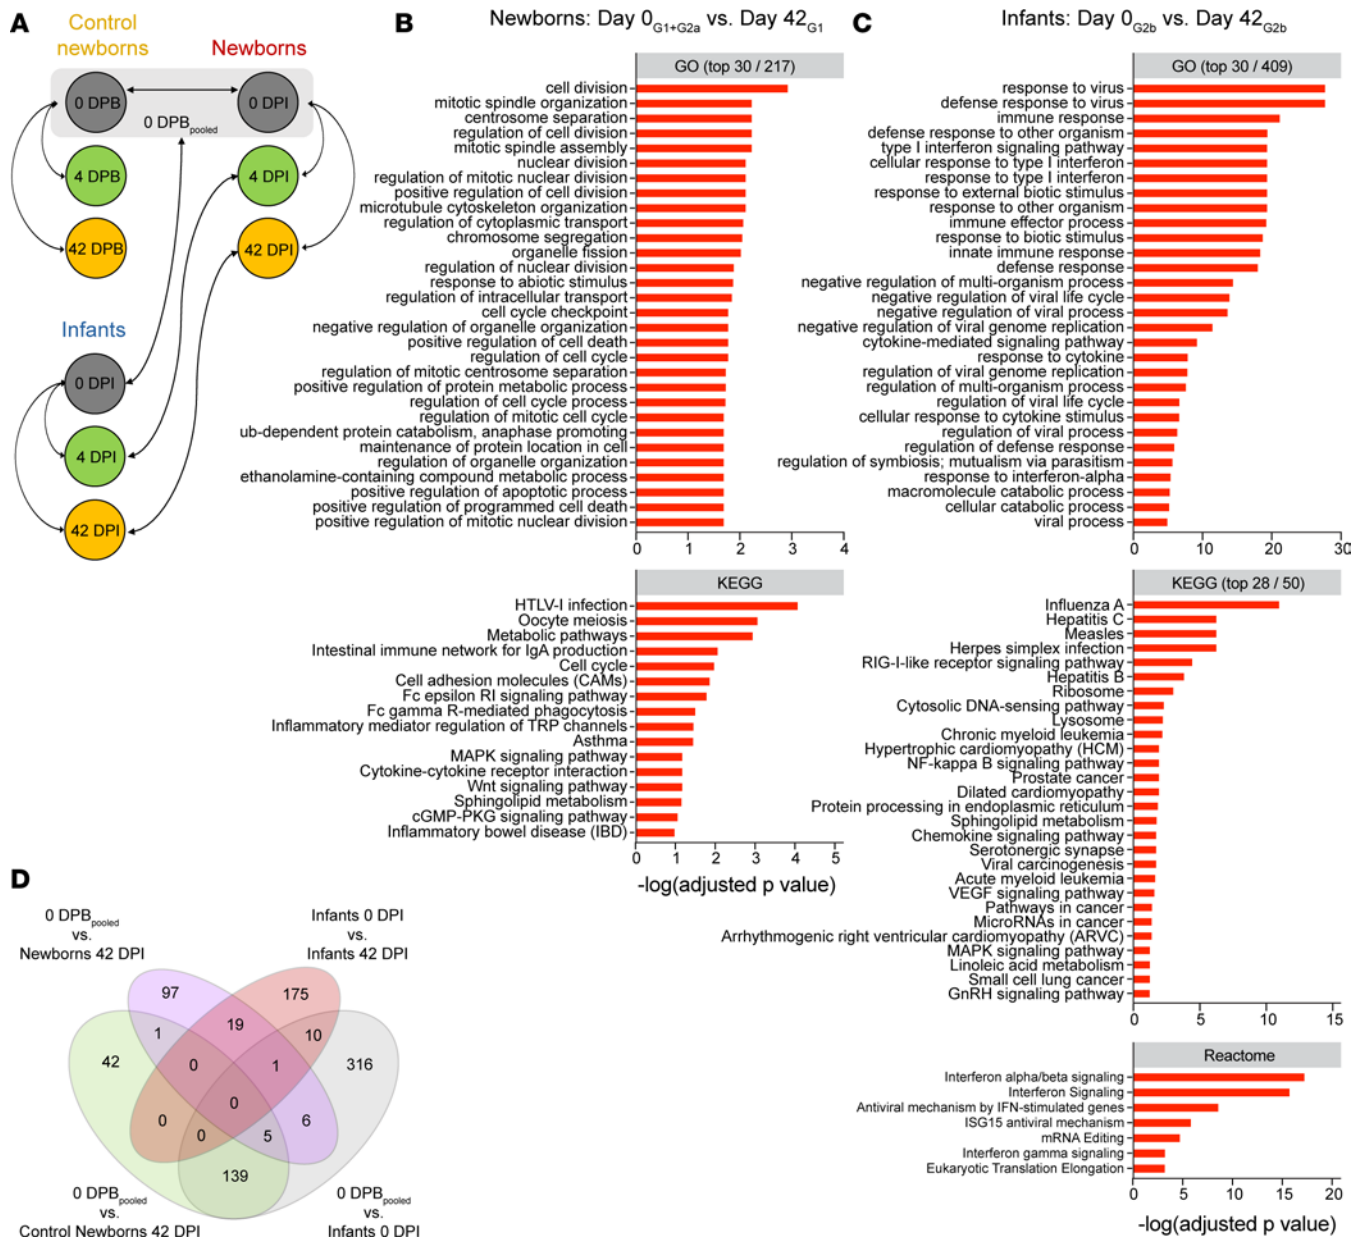 A
Control
newborns
Newborns
0 DPB
0 DPI
0 DPBpooled
4 DPB
4 DPI
42 DPB
42 DPI
Infants
0 DPI
4 DPI
42 DPI
B
Newborns: Day 0G1+G2a vs. Day 42G1
GO (top 30 / 217)
cell division
mitotic spindle organization
centrosome separation
regulation of cell division
mitotic spindle assembly
nuclear division
regulation of mitotic nuclear division
positive regulation of cell division
microtubule cytoskeleton organization
regulation of cytoplasmic transport
chromosome segregation
organelle fission
regulation of nuclear division
response to abiotic stimulus
regulation of intracellular transport
cell cycle checkpoint
negative regulation of organelle organization
positive regulation of cell death
regulation of cell cycle
regulation of mitotic centrosome separation
positive regulation of protein metabolic process
regulation of cell cycle process
regulation of mitotic cell cycle
ub-dependent protein catabolism, anaphase promoting
maintenance of protein location in cell
regulation of organelle organization
ethanolamine-containing compound metabolic process
positive regulation of apoptotic process
positive regulation of programmed cell death
positive regulation of mitotic nuclear division
0 1 2 3 4
KEGG
HTLV-I infection
Oocyte meiosis
Metabolic pathways
Intestinal immune network for IgA production
Cell cycle
Cell adhesion molecules (CAMs)
Fc epsilon RI signaling pathway
Fc gamma R-mediated phagocytosis
Inflammatory mediator regulation of TRP channels
Asthma
MAPK signaling pathway
Cytokine-cytokine receptor interaction
Wnt signaling pathway
Sphingolipid metabolism
cGMP-PKG signaling pathway
Inflammatory bowel disease (IBD)
0 1 2 3 4 5
-log(adjusted p value)
C
Infants: Day 0G2b vs. Day 42G2b
GO (top 30 / 409)
response to virus
defense response to virus
immune response
defense response to other organism
type I interferon signaling pathway
cellular response to type I interferon
response to type I interferon
response to external biotic stimulus
response to other organism
immune effector process
response to biotic stimulus
innate immune response
defense response
negative regulation of multi-organism process
negative regulation of viral life cycle
negative regulation of viral process
negative regulation of viral genome replication
cytokine-mediated signaling pathway
response to cytokine
regulation of viral genome replication
regulation of multi-organism process
regulation of viral life cycle
cellular response to cytokine stimulus
regulation of viral process
regulation of defense response
regulation of symbiosis; mutualism via parasitism
response to interferon-alpha
macromolecule catabolic process
cellular catabolic process
viral process
0 10 20 30
KEGG (top 28 / 50)
Influenza A
Hepatitis C
Measles
Herpes simplex infection
RIG-I-like receptor signaling pathway
Hepatitis B
Ribosome
Cytosolic DNA-sensing pathway
Lysosome
Chronic myeloid leukemia
Hypertrophic cardiomyopathy (HCM)
NF-kappa B signaling pathway
Prostate cancer
Dilated cardiomyopathy
Protein processing in endoplasmic reticulum
Sphingolipid metabolism
Chemokine signaling pathway
Serotonergic synapse
Viral carcinogenesis
Acute myeloid leukemia
VEGF signaling pathway
Pathways in cancer
MicroRNAs in cancer
Arrhythmogenic right ventricular cardiomyopathy (ARVC)
MAPK signaling pathway
Linoleic acid metabolism
Small cell lung cancer
GnRH signaling pathway
0 5 10 15
Reactome
Interferon alpha/beta signaling
Interferon Signaling
Antiviral mechanism by IFN-stimulated genes
ISG15 antiviral mechanism
mRNA Editing
Interferon gamma signaling
Eukaryotic Translation Elongation
0 5 10 15 20
-log(adjusted p value)
D
0 DPBpooled
vs.
Newborns 42 DPI
Infants 0 DPI
vs.
Infants 42 DPI
97
175
1
19
10
42
0
1
316
0
0
0
5
6
139
0 DPBpooled
vs.
Control Newborns 42 DPI
0 DPBpooled
vs.
Infants 0 DPI